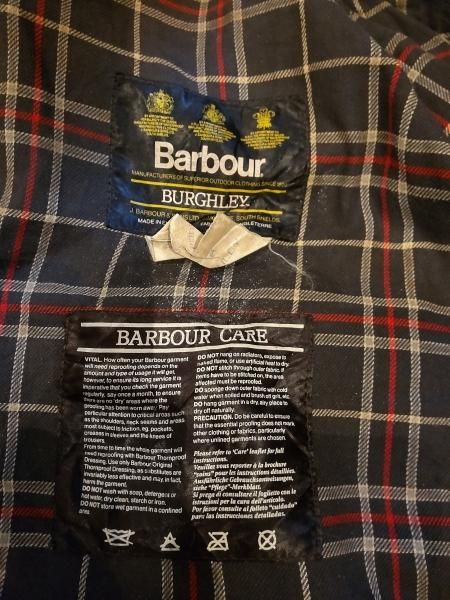 Barbour
MANUFACTURERS OF SUPERIOR OUTDOOR CLOTHING SINCE
BURGHLEY
J. BARBOUR & SONS LTD SOUTH SHIELDS
MADE IN
BARBOUR CARE
VITAL. How often your Barbour garment
will need reproofing depends on the
amount and type of usage it will get,
however, to ensure its long service it is
imperative that you check the garment
regularly, say once a month, to ensure
there are no 'dry' areas where the
proofing has been worn away. Pay
particular attention to critical areas such
as the shoulders, neck seams and areas
most subject to friction, eg. pockets,
creases in sleeves and the knees of
trousers.
From time to time the whole garment will
need reproofing with Barbour Thornproof
Dressing. Use only Barbour Original
Thornproof Dressing, as substitutes are
invariably less effective and may, in fact,
harm the garment.
DO NOT wash with soap, detergents or
hot water, dry clean, starch or iron.
DO NOT store wet garment in a confined
area.
DO NOT hang on radiators, expose to
naked flame, or use artificial heat to dry.
DO NOT stitch through outer fabric. If
items have to be stitched on, the area
affected must be reproofed.
DO sponge down outer fabric with cold
water when soiled and brush off grit, etc.
DO hang garment in a dry, airy place to
dry off naturally.
PRECAUTION. Do be careful to ensure
that the essential proofing does not mark
other clothing or fabrics, particularly
where unlined garments are chosen.
Please refer to 'Care' leaflet for full
instructions.
Veuillez vous reporter à la brochure
"soins" pour les instructions détaillées.
Ausführliche Gebrauchsanweisungen,
siehe "Pflege"-Merkblatt.
Si prega di consultare il foglietto con le
istruzioni per la cura dell'articolo.
Por favor consulte al folleto "cuidado"
para las instrucciones detalladas.